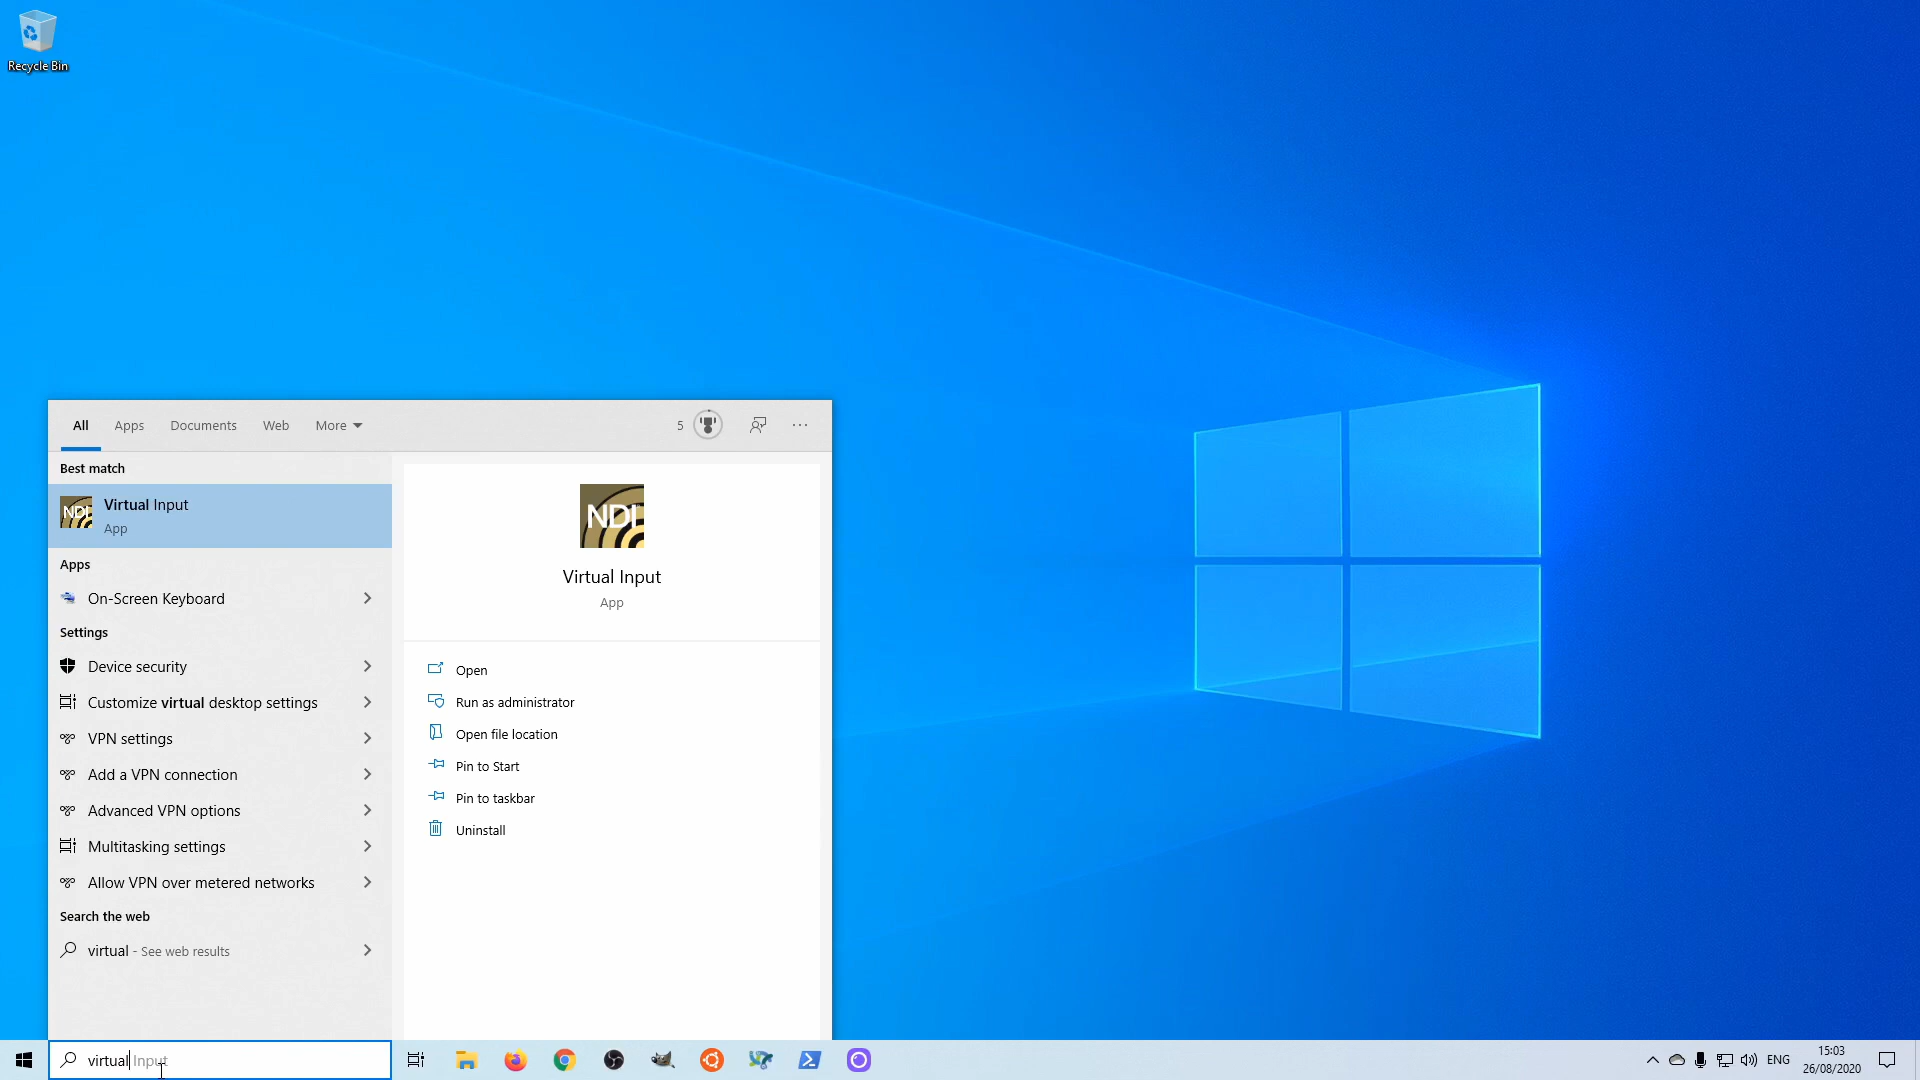 Recycle Bin
All Apps Documents Web More 5
Best match
NDI Virtual Input
App
Apps
On-Screen Keyboard
Settings
Device security
Customize virtual desktop settings
VPN settings
Add a VPN connection
Advanced VPN options
Multitasking settings
Allow VPN over metered networks
Search the web
virtual - See web results
NDI
Virtual Input
App
Open
Run as administrator
Open file location
Pin to Start
Pin to taskbar
Uninstall
virtual Input
ENG
15:03
26/08/2020